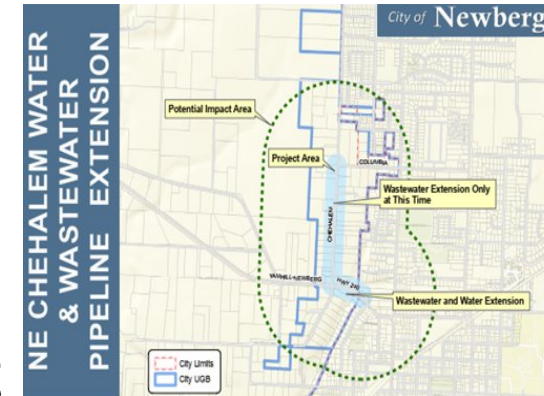 NE CHEHALEM WATER
& WASTEWATER
PIPELINE EXTENSION
City of Newberg
Potential Impact Area
Project Area
COLUMBIA
Wastewater Extension Only
at This Time
CHEHALEM
YAMHILL-NEWBERG
HWY 240
Wastewater and Water Extension
City Limits
City UGB